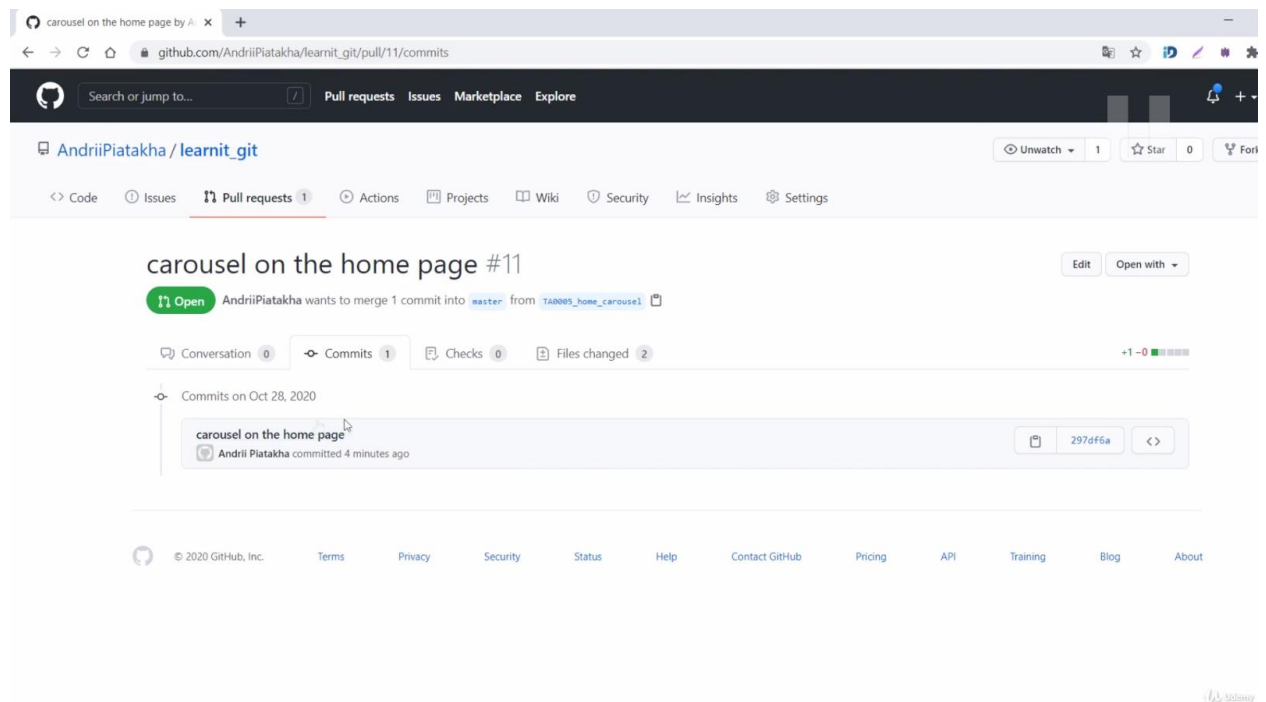 carousel on the home page by A
github.com/AndriiPiatakha/learnit_git/pull/11/commits
Search or jump to... / Pull requests Issues Marketplace Explore
AndriiPiatakha / learnit_git Unwatch 1 Star 0 Fork
Code Issues Pull requests 1 Actions Projects Wiki Security Insights Settings
carousel on the home page #11 Edit Open with
Open AndriiPiatakha wants to merge 1 commit into master from TA0005_home_carousel
Conversation 0 Commits 1 Checks 0 Files changed 2 +1 −0
Commits on Oct 28, 2020
carousel on the home page 297df6a
Andrii Piatakha committed 4 minutes ago
© 2020 GitHub, Inc. Terms Privacy Security Status Help Contact GitHub Pricing API Training Blog About
Udemy